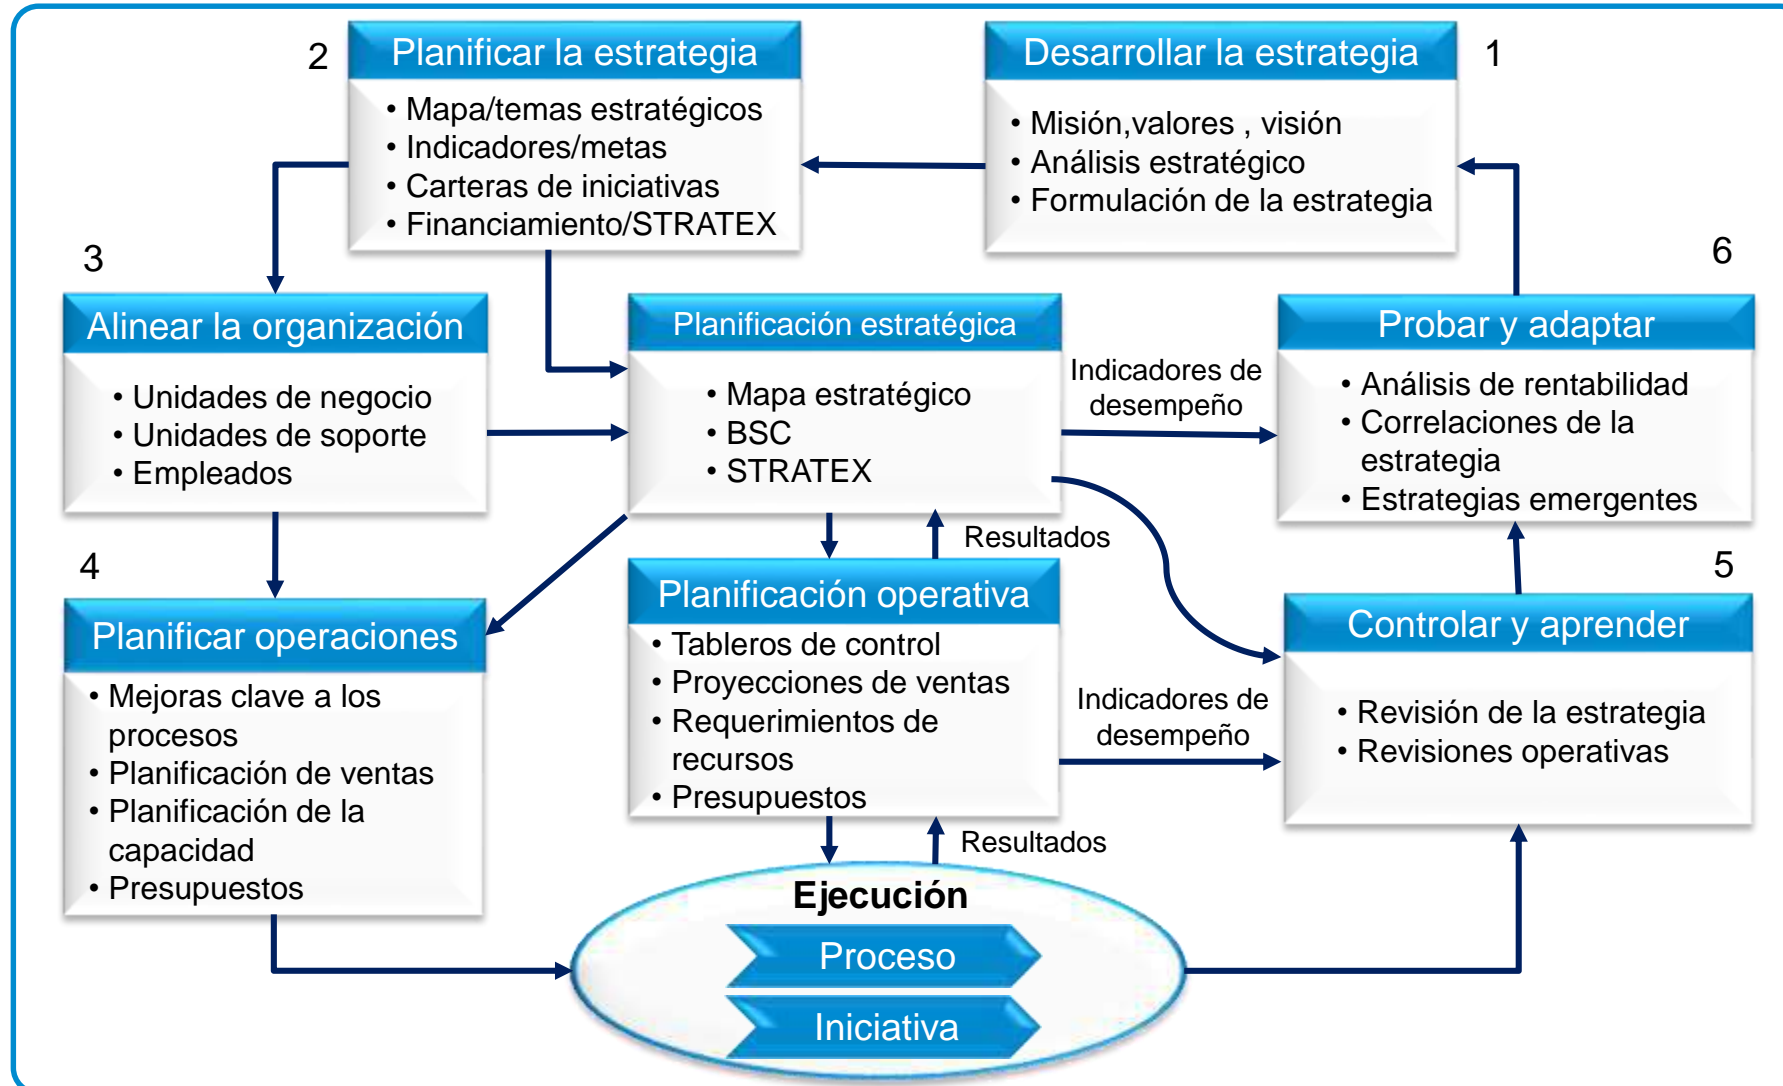 1
Desarrollar la estrategia
• Misión,valores , visión
• Análisis estratégico
• Formulación de la estrategia
2
Planificar la estrategia
• Mapa/temas estratégicos
• Indicadores/metas
• Carteras de iniciativas
• Financiamiento/STRATEX
3
Alinear la organización
• Unidades de negocio
• Unidades de soporte
• Empleados
Planificación estratégica
• Mapa estratégico
• BSC
• STRATEX
Indicadores de
desempeño
6
Probar y adaptar
• Análisis de rentabilidad
• Correlaciones de la
estrategia
• Estrategias emergentes
Resultados
4
Planificar operaciones
• Mejoras clave a los
procesos
• Planificación de ventas
• Planificación de la
capacidad
• Presupuestos
Planificación operativa
• Tableros de control
• Proyecciones de ventas
• Requerimientos de
recursos
• Presupuestos
Indicadores de
desempeño
5
Controlar y aprender
• Revisión de la estrategia
• Revisiones operativas
Resultados
Ejecución
Proceso
Iniciativa